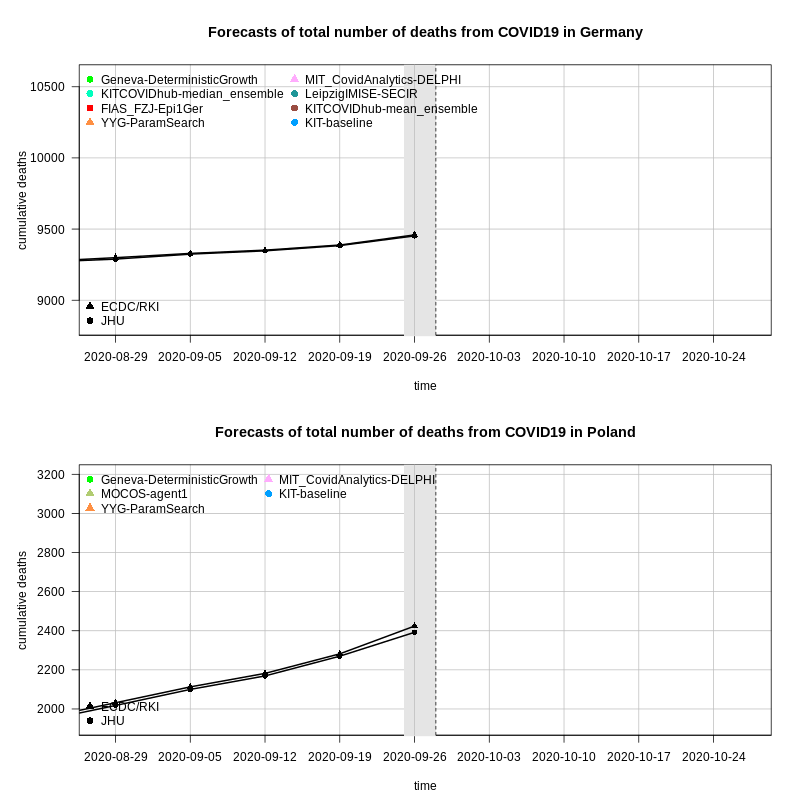 Forecasts of total number of deaths from COVID19 in Germany
cumulative deaths
10500
10000
9500
9000
Geneva-DeterministicGrowth
KITCOVIDhub-median_ensemble
FIAS_FZJ-Epi1Ger
YYG-ParamSearch
MIT_CovidAnalytics-DELPHI
LeipzigIMISE-SECIR
KITCOVIDhub-mean_ensemble
KIT-baseline
ECDC/RKI
JHU
2020-08-29 2020-09-05 2020-09-12 2020-09-19 2020-09-26 2020-10-03 2020-10-10 2020-10-17 2020-10-24
time
Forecasts of total number of deaths from COVID19 in Poland
cumulative deaths
3200
3000
2800
2600
2400
2200
2000
Geneva-DeterministicGrowth
MOCOS-agent1
YYG-ParamSearch
MIT_CovidAnalytics-DELPHI
KIT-baseline
ECDC/RKI
JHU
2020-08-29 2020-09-05 2020-09-12 2020-09-19 2020-09-26 2020-10-03 2020-10-10 2020-10-17 2020-10-24
time